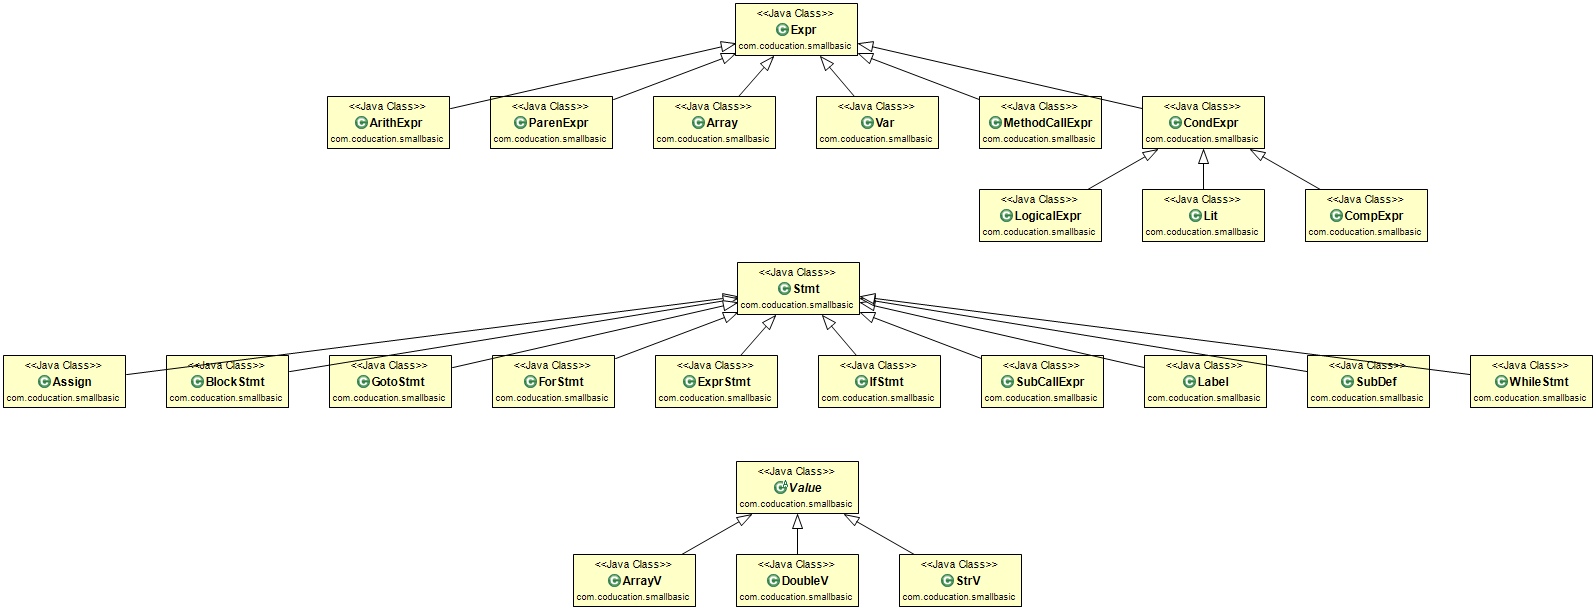 <<Java Class>>
Expr
com.coducation.smallbasic
<<Java Class>>
ArithExpr
com.coducation.smallbasic
<<Java Class>>
ParenExpr
com.coducation.smallbasic
<<Java Class>>
Array
com.coducation.smallbasic
<<Java Class>>
Var
com.coducation.smallbasic
<<Java Class>>
MethodCallExpr
com.coducation.smallbasic
<<Java Class>>
CondExpr
com.coducation.smallbasic
<<Java Class>>
LogicalExpr
com.coducation.smallbasic
<<Java Class>>
Lit
com.coducation.smallbasic
<<Java Class>>
CompExpr
com.coducation.smallbasic
<<Java Class>>
Stmt
com.coducation.smallbasic
<<Java Class>>
Assign
com.coducation.smallbasic
<<Java Class>>
BlockStmt
com.coducation.smallbasic
<<Java Class>>
GotoStmt
com.coducation.smallbasic
<<Java Class>>
ForStmt
com.coducation.smallbasic
<<Java Class>>
ExprStmt
com.coducation.smallbasic
<<Java Class>>
IfStmt
com.coducation.smallbasic
<<Java Class>>
SubCallExpr
com.coducation.smallbasic
<<Java Class>>
Label
com.coducation.smallbasic
<<Java Class>>
SubDef
com.coducation.smallbasic
<<Java Class>>
WhileStmt
com.coducation.smallbasic
<<Java Class>>
Value
com.coducation.smallbasic
<<Java Class>>
ArrayV
com.coducation.smallbasic
<<Java Class>>
DoubleV
com.coducation.smallbasic
<<Java Class>>
StrV
com.coducation.smallbasic